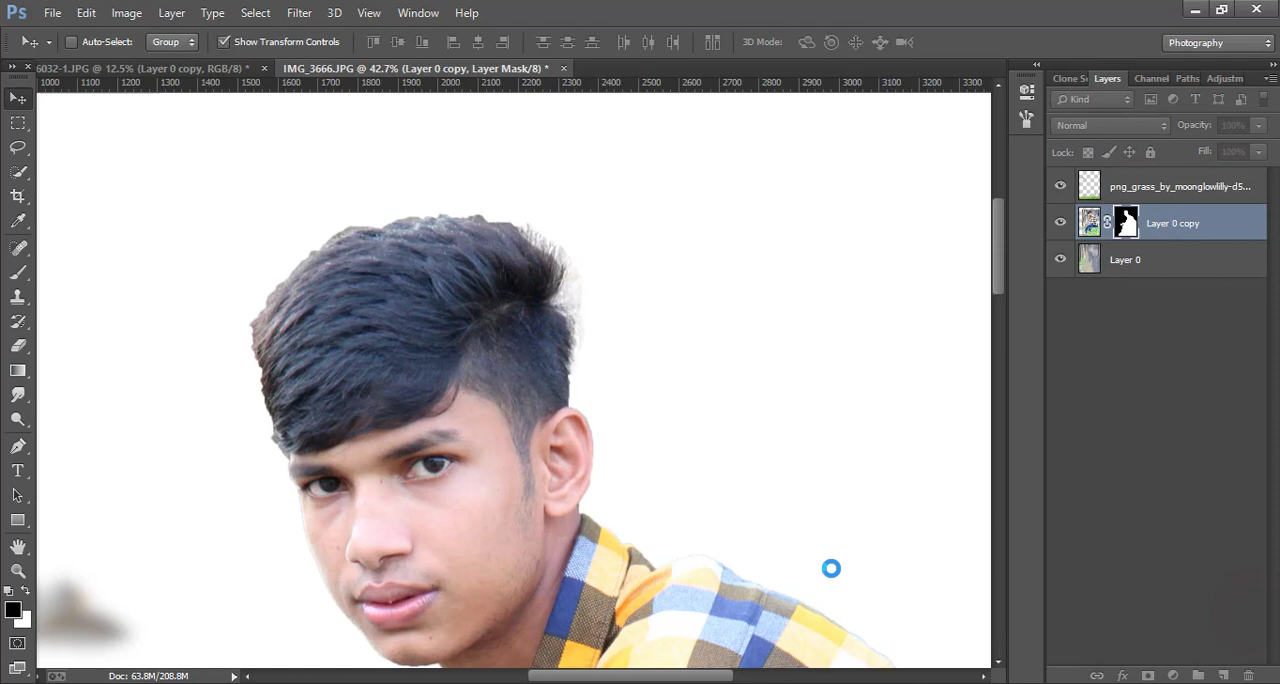 Ps File Edit Image Layer Type Select Filter 3D View Window Help
Auto-Select: Group Show Transform Controls 3D Mode: Photography
6032-1.JPG @ 12.5% (Layer 0 copy, RGB/8) * × IMG_3666.JPG @ 42.7% (Layer 0 copy, Layer Mask/8) * ×
1000 1100 1200 1300 1400 1500 1600 1700 1800 1900 2000 2100 2200 2300 2400 2500 2600 2700 2800 2900 3000 3100 3200 3300
Clone S Layers Channel Paths Adjustm
Kind
Normal Opacity: 100%
Lock: Fill: 100%
png_grass_by_moonglowlilly-d5...
Layer 0 copy
Layer 0
Doc: 63.8M/208.8M
fx